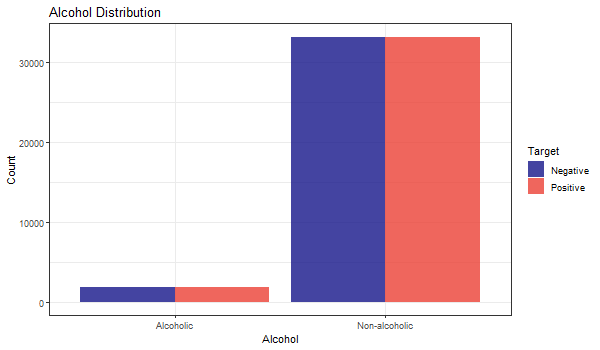 Alcohol Distribution
30000
20000
10000
0
Count
Alcoholic
Non-alcoholic
Alcohol
Target
Negative
Positive